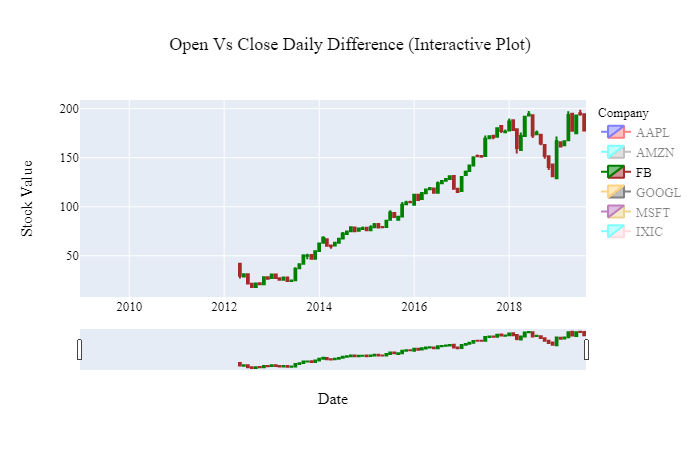 Open Vs Close Daily Difference (Interactive Plot)
Company
AAPL
AMZN
FB
GOOGL
MSFT
IXIC
Stock Value
200
150
100
50
2010 2012 2014 2016 2018
Date